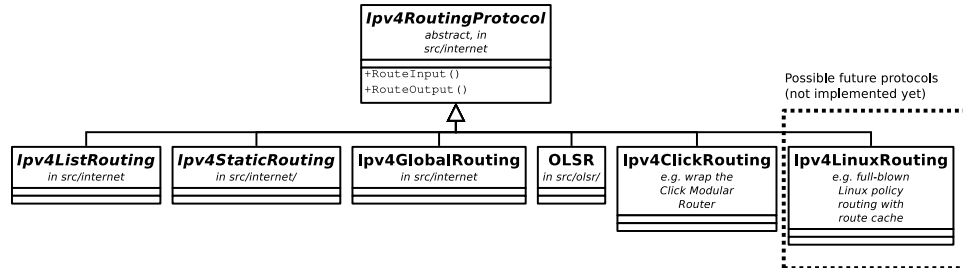 Ipv4RoutingProtocol
abstract, in
src/internet
+RouteInput()
+RouteOutput()
Possible future protocols
(not implemented yet)
Ipv4ListRouting
in src/internet
Ipv4StaticRouting
in src/internet/
Ipv4GlobalRouting
in src/internet
OLSR
in src/olsr/
Ipv4ClickRouting
e.g. wrap the
Click Modular
Router
Ipv4LinuxRouting
e.g. full-blown
Linux policy
routing with
route cache